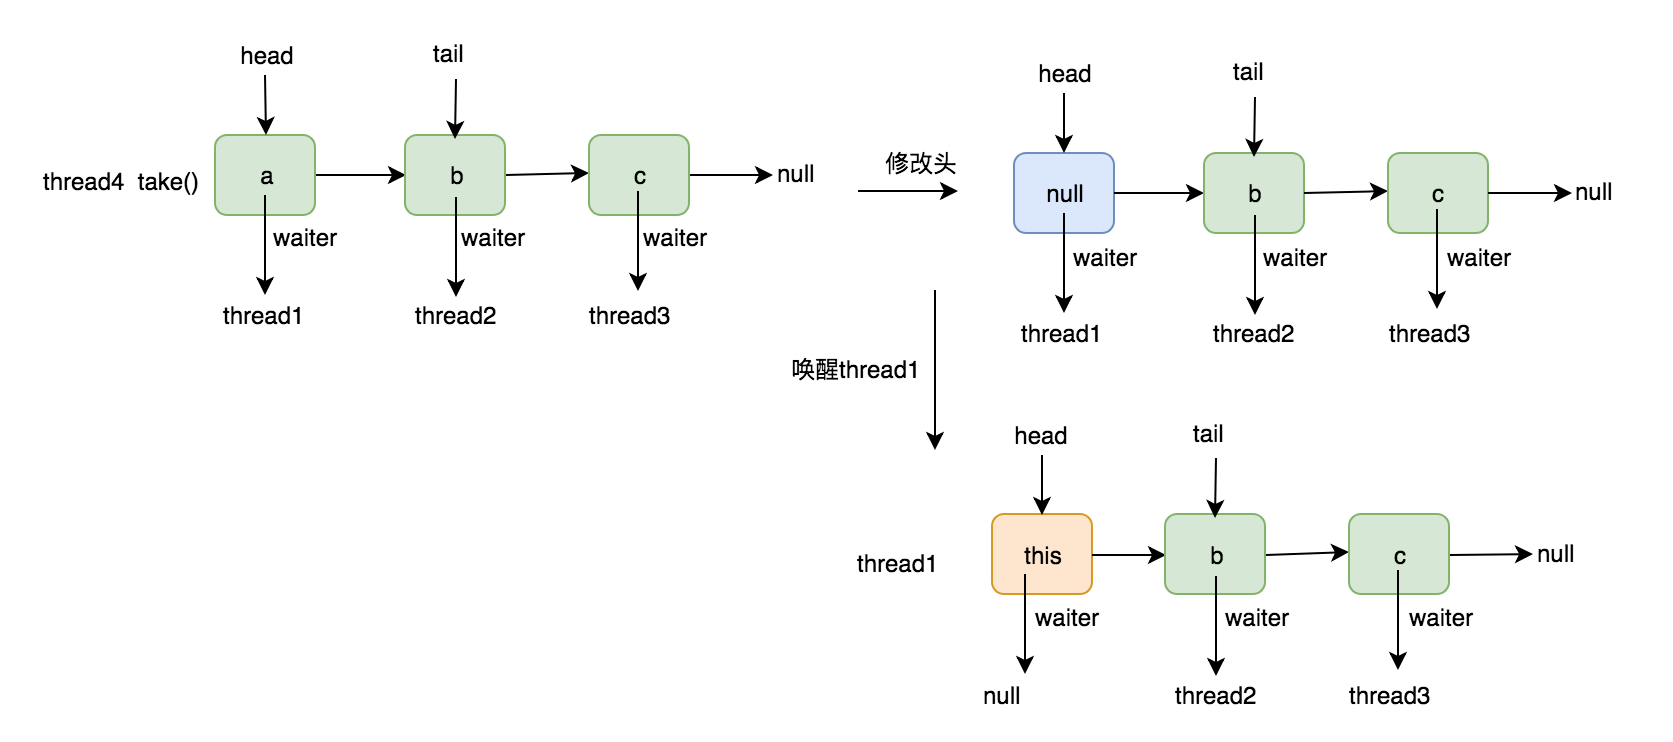 head
tail
thread4 take()
a
b
c
null
waiter
waiter
waiter
thread1
thread2
thread3
修改头
head
tail
null
b
c
null
waiter
waiter
waiter
thread1
thread2
thread3
唤醒thread1
head
tail
thread1
this
b
c
null
waiter
waiter
waiter
null
thread2
thread3